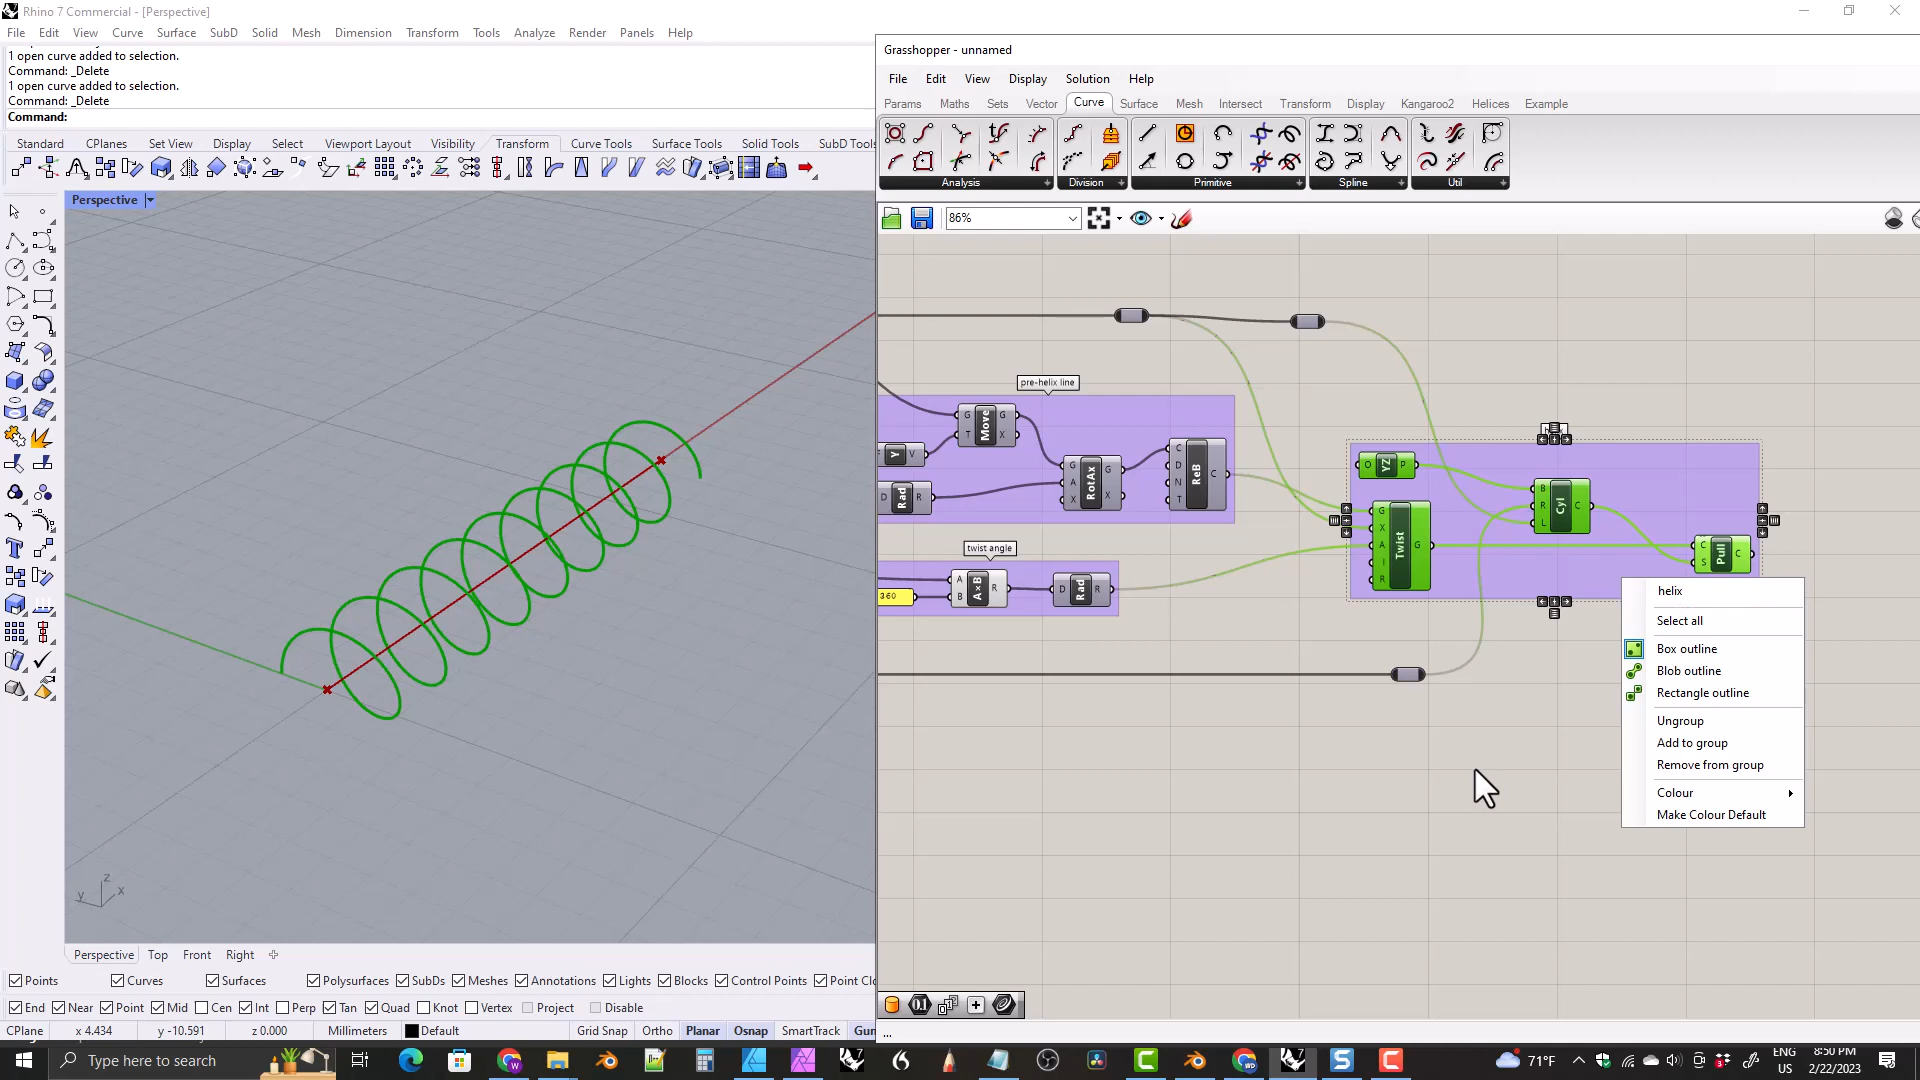 Rhino 7 Commercial - [Perspective]
File Edit View Curve Surface SubD Solid Mesh Dimension Transform Tools Analyze Render Panels Help
1 open curve added to selection.
Command: _Delete
1 open curve added to selection.
Command: _Delete
Command:
Standard CPlanes Set View Display Select Viewport Layout Visibility Transform Curve Tools Surface Tools Solid Tools SubD Tools
Perspective
z
y x
Perspective Top Front Right
Points Curves Surfaces Polysurfaces SubDs Meshes Annotations Lights Blocks Control Points Point Clo
End Near Point Mid Cen Int Perp Tan Quad Knot Vertex Project Disable
CPlane x 4.434 y -10.591 z 0.000 Millimeters Default Grid Snap Ortho Planar Osnap SmartTrack Gum
Grasshopper - unnamed
File Edit View Display Solution Help
Params Maths Sets Vector Curve Surface Mesh Intersect Transform Display Kangaroo2 Helices Example
Analysis Division Primitive Spline Util
86%
pre-helix line
G T Move G X
Y V
D Rad R
G A X RotAx G X
C D N T ReB C
twist angle
360
A B A×B R
D Rad R
O YZ P
G X A I R Twist G
B R L Cyl C
C S Pull C
helix
Select all
Box outline
Blob outline
Rectangle outline
Ungroup
Add to group
Remove from group
Colour
Make Colour Default
...
Type here to search
71°F
ENG
US
8:50 PM
2/22/2023